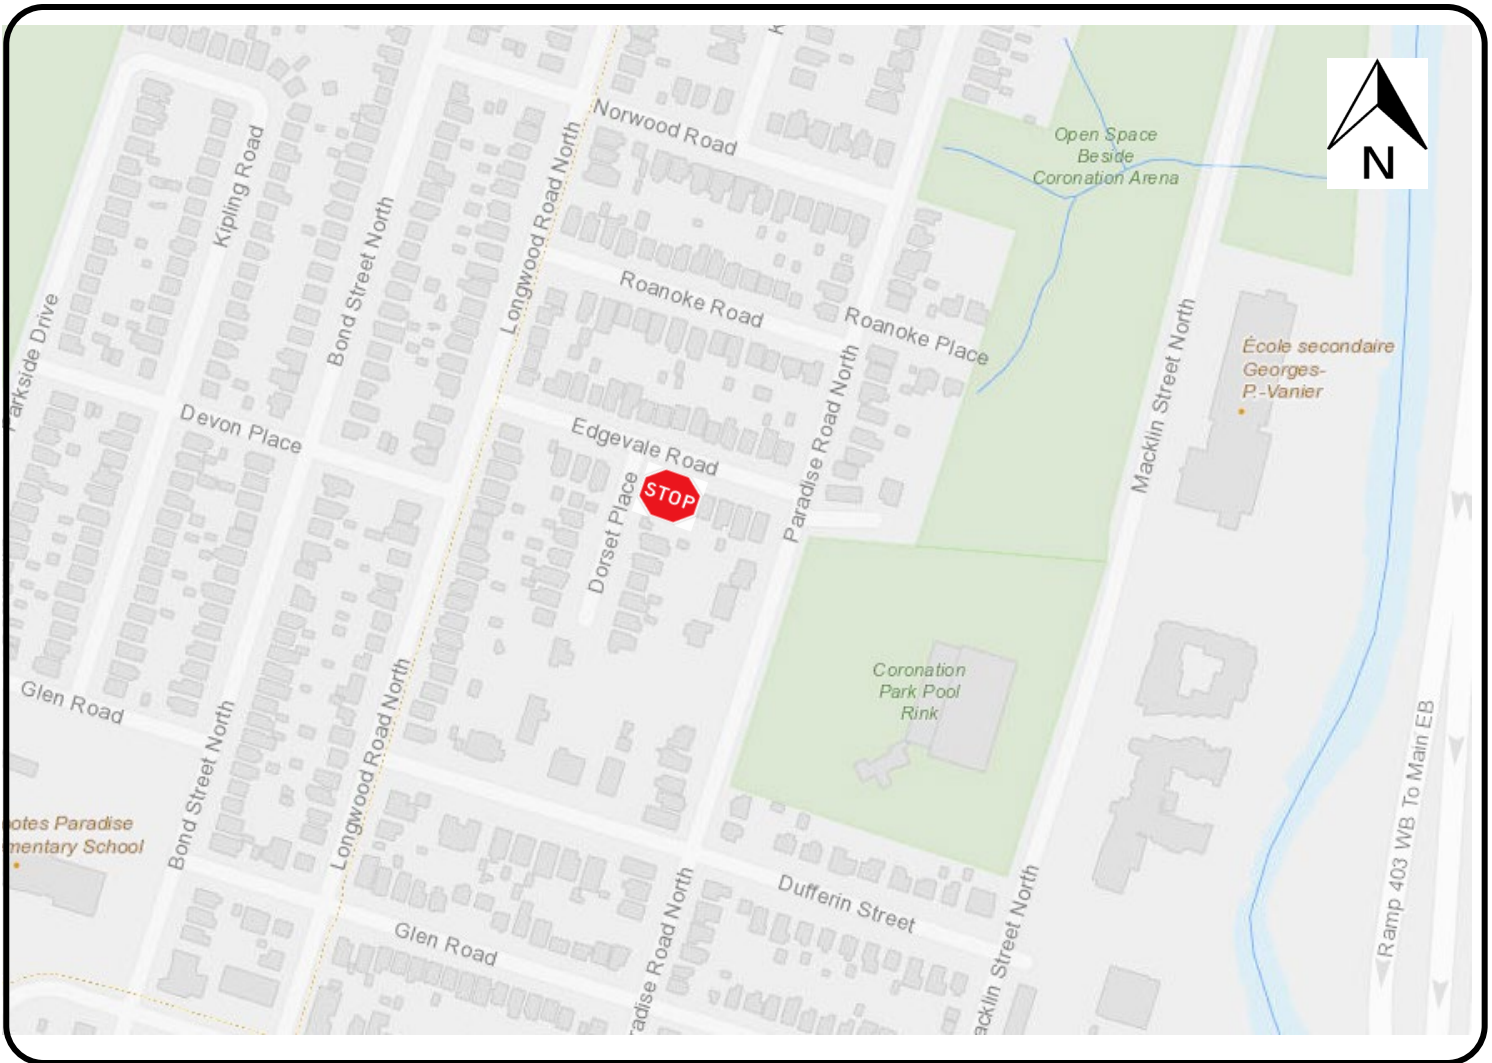 N
Norwood Road
Open Space
Beside
Coronation Arena
Kipling Road
Longwood Road North
Bond Street North
Roanoke Road
Roanoke Place
Parkside Drive
Macklin Street North
École secondaire
Georges-
P.-Vanier
Devon Place
Edgevale Road
Paradise Road North
STOP
Dorset Place
Coronation
Park Pool
Rink
Glen Road
Longwood Road North
Bond Street North
Ramp 403 WB To Main EB
otes Paradise
mentary School
Dufferin Street
Glen Road
radise Road North
acklin Street North